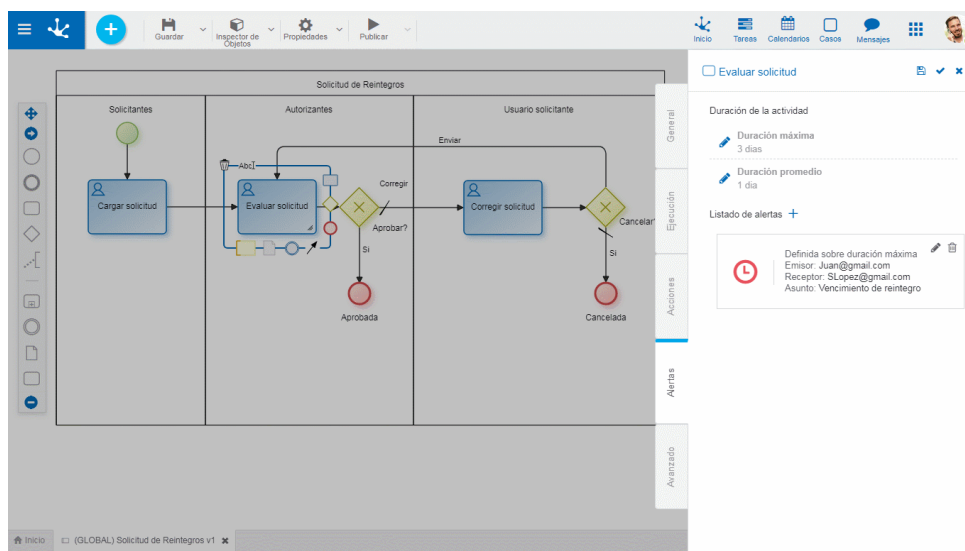 Guardar
Inspector de
Objetos
Propiedades
Publicar
Inicio
Tareas
Calendarios
Casos
Mensajes
Solicitud de Reintegros
Solicitantes
Autorizantes
Usuario solicitante
Enviar
Abc
Cargar solicitud
Evaluar solicitud
Corregir
Aprobar?
Si
Aprobada
Corregir solicitud
Cancelar?
Si
Cancelada
General
Ejecución
Acciones
Alertas
Avanzado
Evaluar solicitud
Duración de la actividad
Duración máxima
3 dias
Duración promedio
1 dia
Listado de alertas
Definida sobre duración máxima
Emisor: Juan@gmail.com
Receptor: SLopez@gmail.com
Asunto: Vencimiento de reintegro
Inicio
(GLOBAL) Solicitud de Reintegros v1